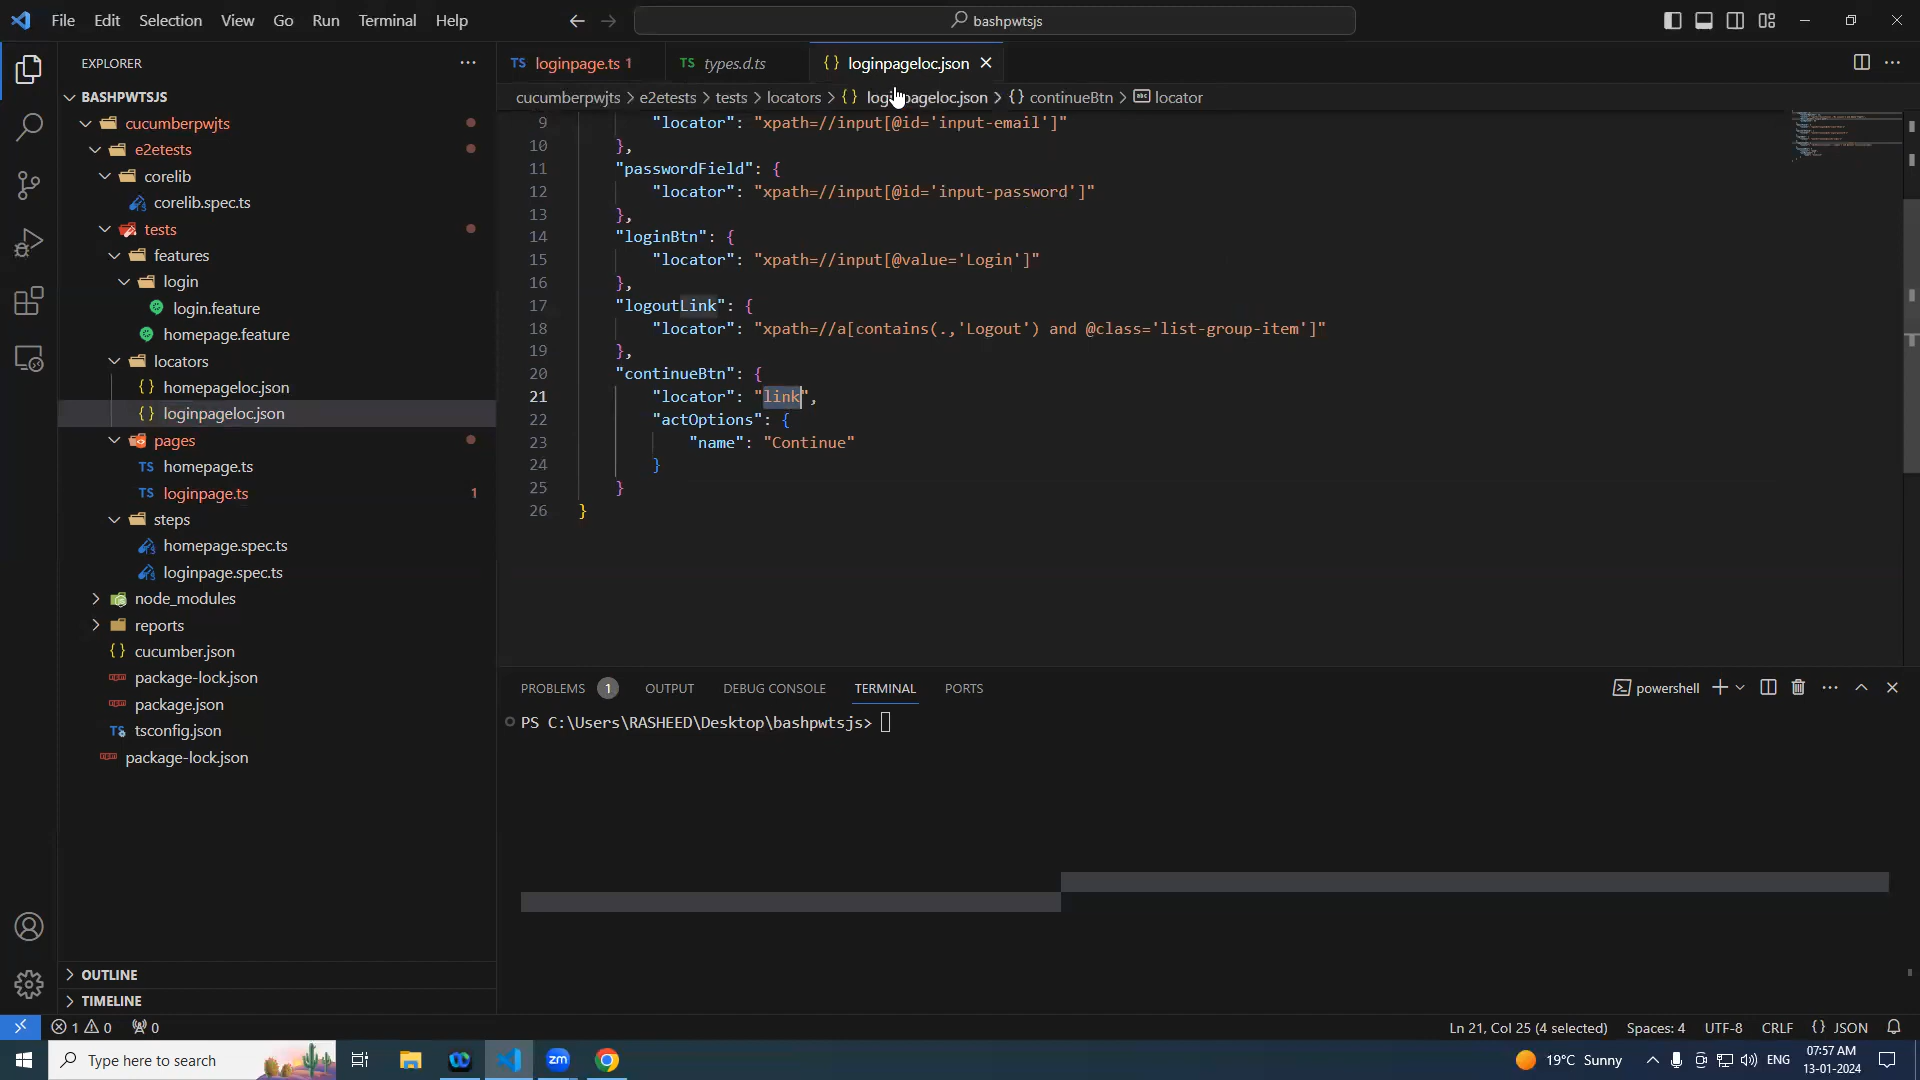 File Edit Selection View Go Run Terminal Help
bashpwtsjs
EXPLORER
BASHPWTSJS
cucumberpwjts
e2etests
corelib
corelib.spec.ts
tests
features
login
login.feature
homepage.feature
locators
homepageloc.json
loginpageloc.json
pages
homepage.ts
loginpage.ts 1
steps
homepage.spec.ts
loginpage.spec.ts
node_modules
reports
cucumber.json
package-lock.json
package.json
tsconfig.json
package-lock.json
OUTLINE
TIMELINE
TS loginpage.ts 1 TS types.d.ts {} loginpageloc.json
cucumberpwjts > e2etests > tests > locators > {} loginpageloc.json > {} continueBtn > abc locator
9 "locator": "xpath=//input[@id='input-email']"
10 },
11 "passwordField": {
12 "locator": "xpath=//input[@id='input-password']"
13 },
14 "loginBtn": {
15 "locator": "xpath=//input[@value='Login']"
16 },
17 "logoutLink": {
18 "locator": "xpath=//a[contains(.,'Logout') and @class='list-group-item']"
19 },
20 "continueBtn": {
21 "locator": "link",
22 "actOptions": {
23 "name": "Continue"
24 }
25 }
26 }
PROBLEMS 1 OUTPUT DEBUG CONSOLE TERMINAL PORTS
powershell
PS C:\Users\RASHEED\Desktop\bashpwtsjs>
1 0 0
Ln 21, Col 25 (4 selected) Spaces: 4 UTF-8 CRLF {} JSON
Type here to search
zm
19°C Sunny
ENG
07:57 AM
13-01-2024